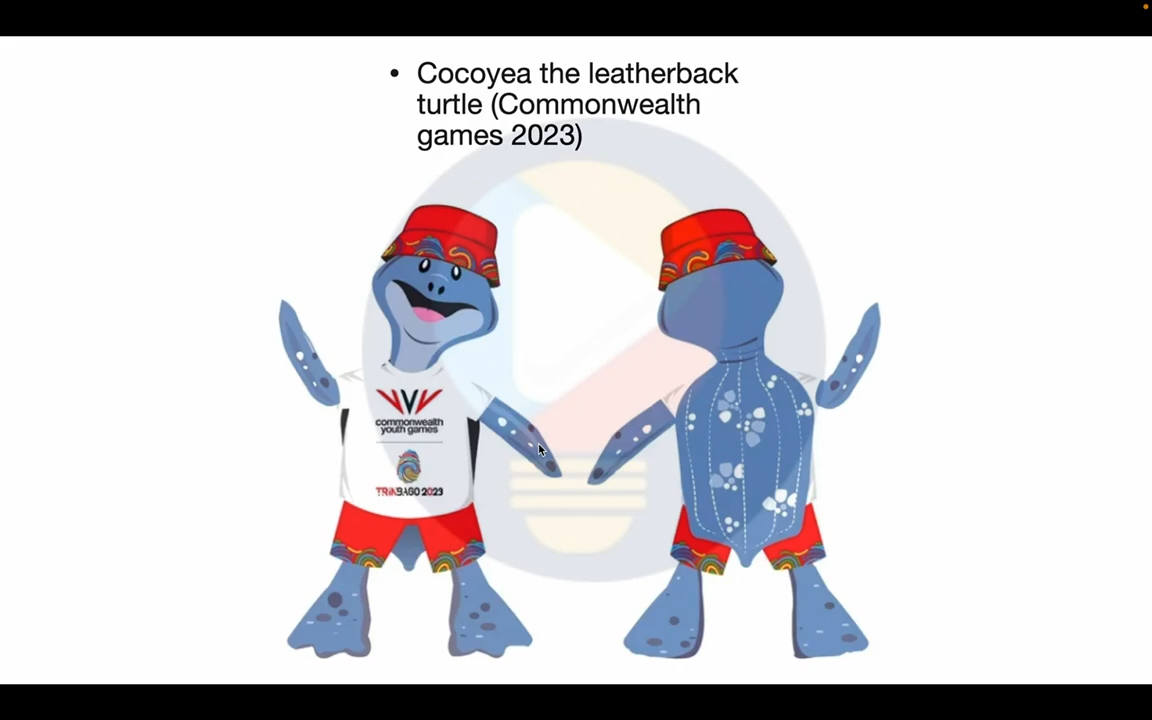 • Cocoyea the leatherback
turtle (Commonwealth
games 2023)
commonwealth
youth games
TRINBAGO 2023